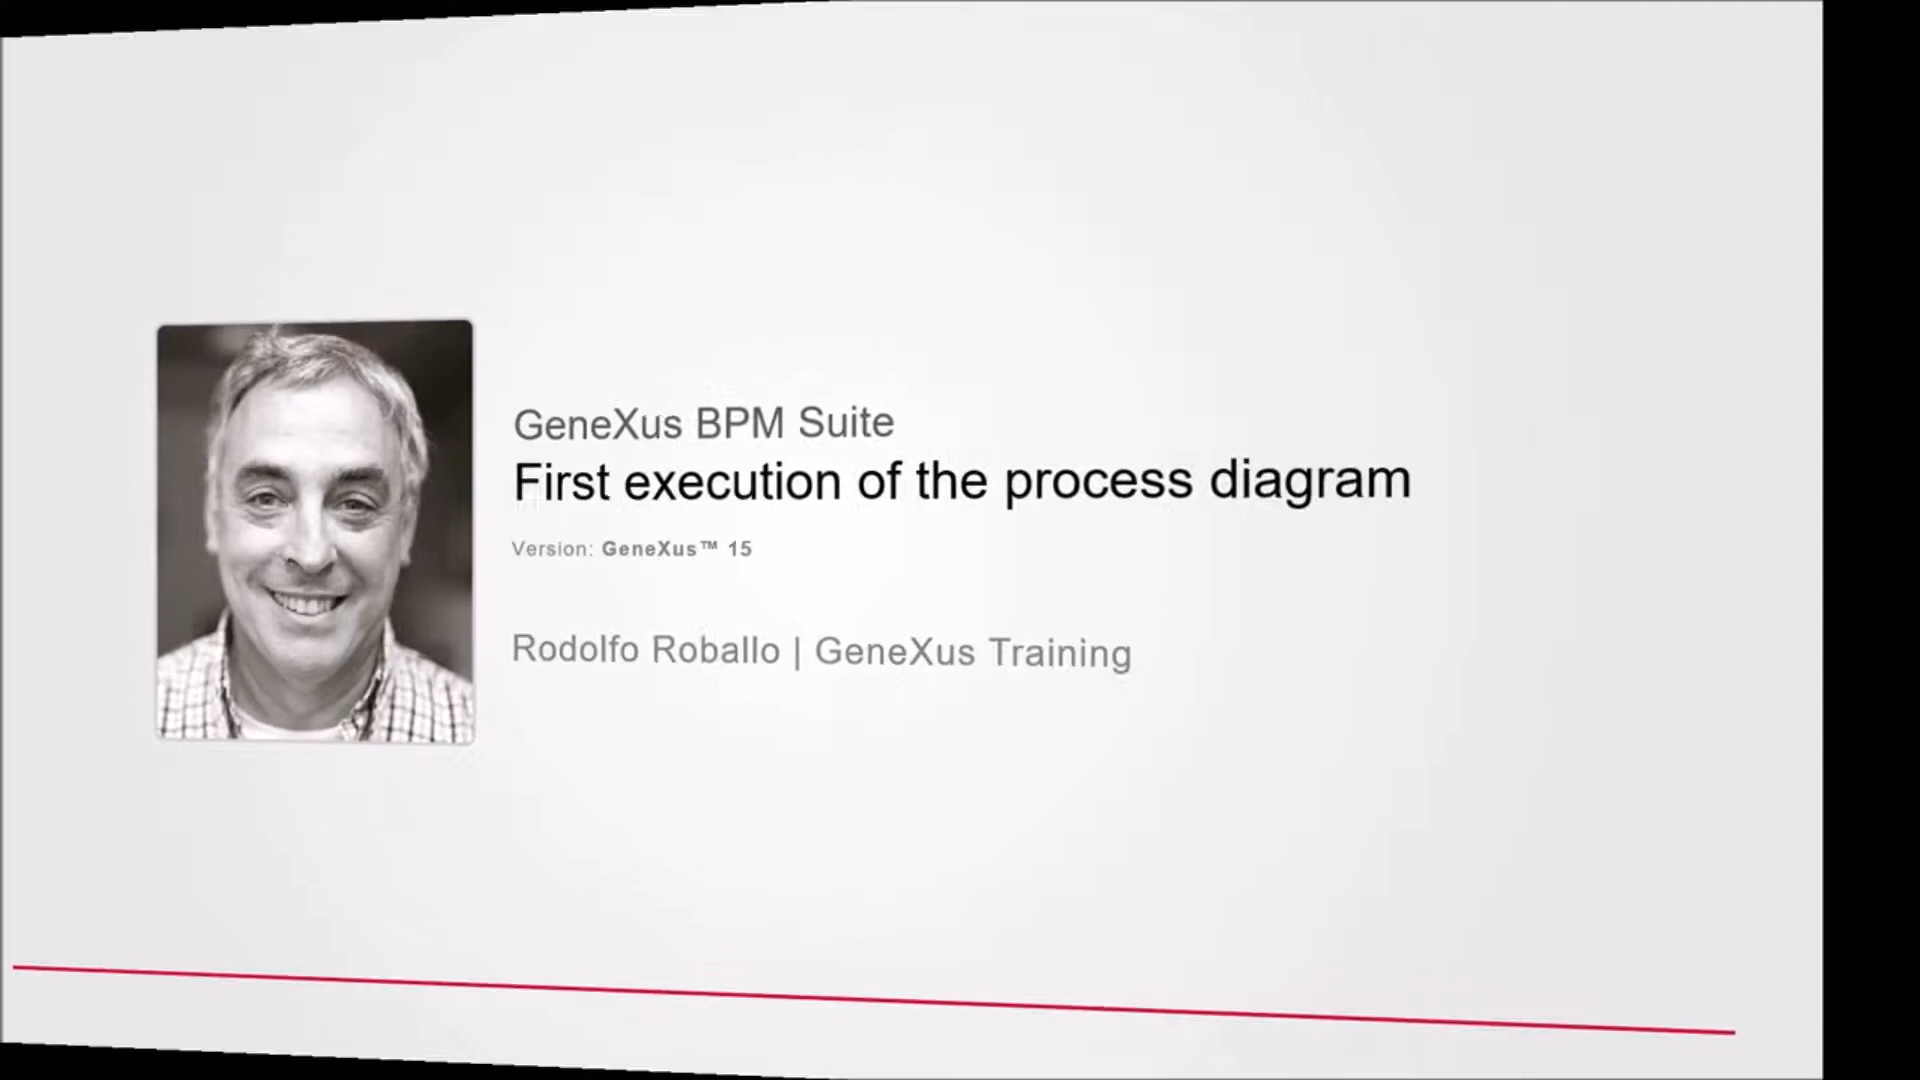 GeneXus BPM Suite
First execution of the process diagram
Version: GeneXus™ 15
Rodolfo Roballo | GeneXus Training